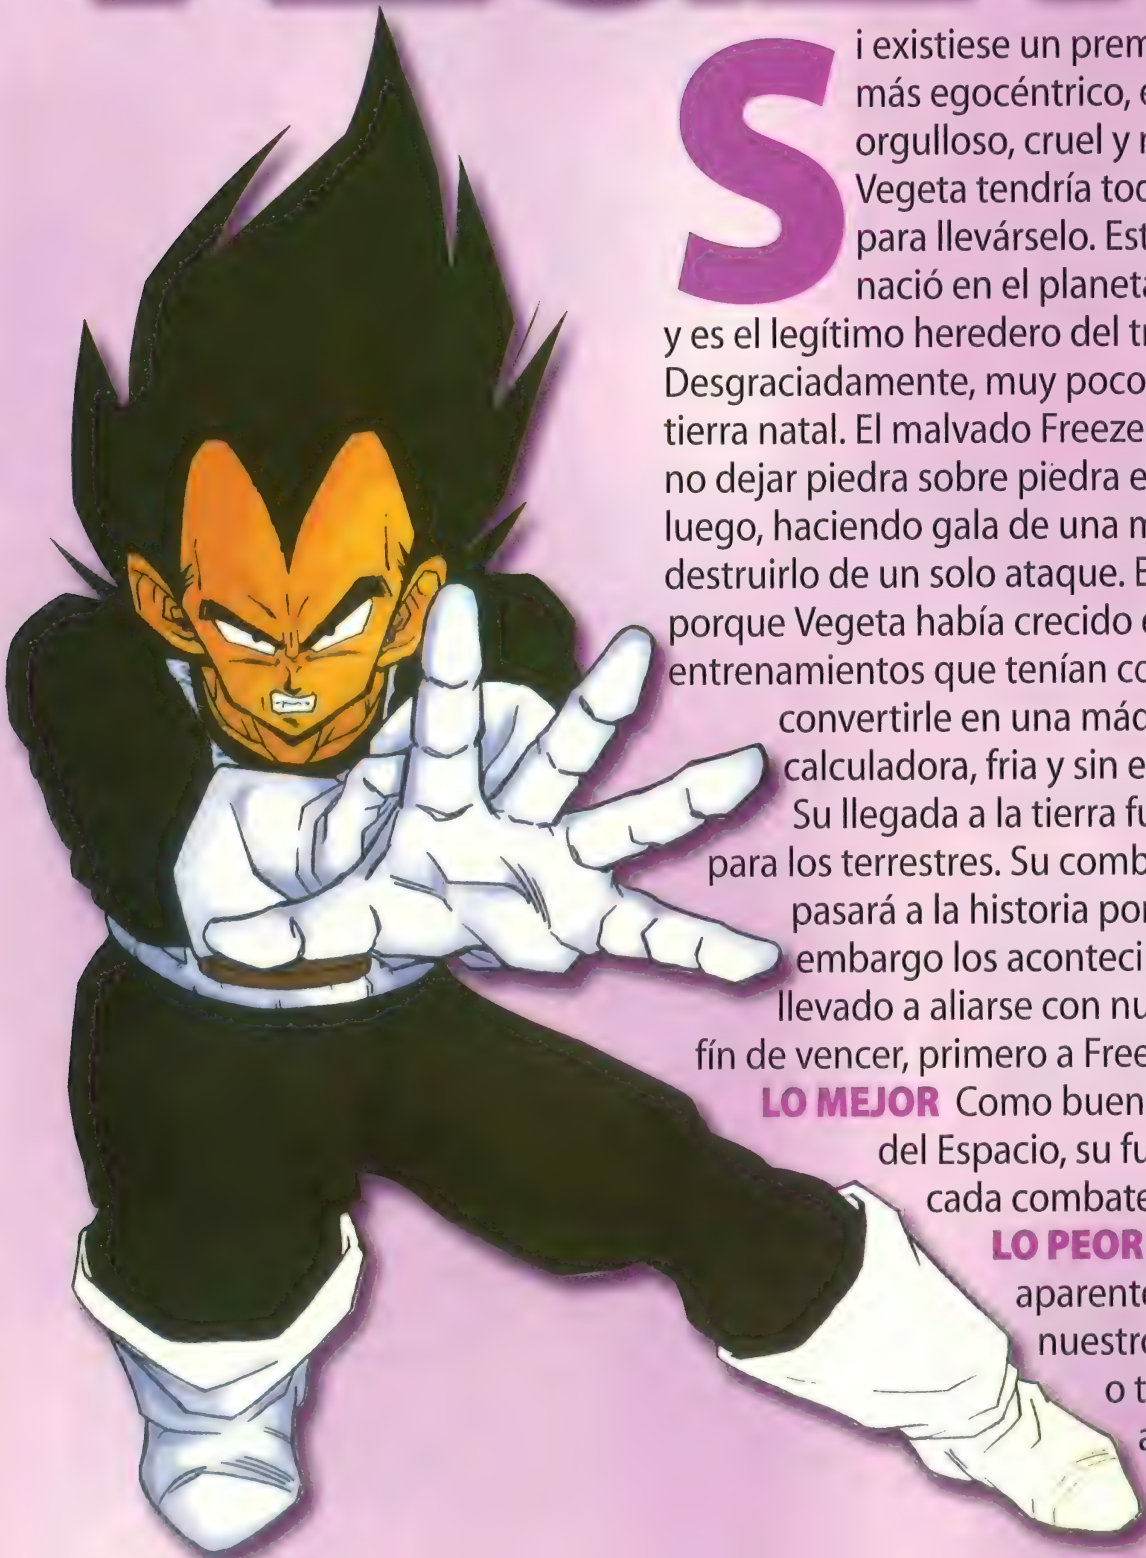 Si existiese un prem
más egocéntrico, e
orgulloso, cruel y r
Vegeta tendría toc
para llevárselo. Est
nació en el planeta
y es el legítimo heredero del tr
Desgraciadamente, muy poco
tierra natal. El malvado Freeze
no dejar piedra sobre piedra e
luego, haciendo gala de una m
destruirlo de un solo ataque. E
porque Vegeta había crecido e
entrenamientos que tenían co
convertirle en una mác
calculadora, fria y sin e
Su llegada a la tierra fu
para los terrestres. Su comb
pasará a la historia por
embargo los aconteci
llevado a aliarse con nu
fín de vencer, primero a Free
LO MEJOR Como buen
del Espacio, su fu
cada combate
LO PEOR
aparente
nuestro
o t
a